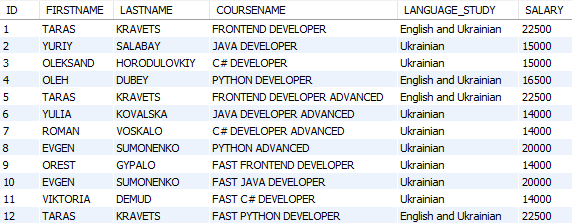 ID FIRSTNAME LASTNAME COURSENAME LANGUAGE_STUDY SALARY
1 TARAS KRAVETS FRONTEND DEVELOPER English and Ukrainian 22500
2 YURIY SALABAY JAVA DEVELOPER Ukrainian 15000
3 OLEKSAND HORODULOVKIY C# DEVELOPER Ukrainian 15000
4 OLEH DUBEY PYTHON DEVELOPER English and Ukrainian 16500
5 TARAS KRAVETS FRONTEND DEVELOPER ADVANCED English and Ukrainian 22500
6 YULIA KOVALSKA JAVA DEVELOPER ADVANCED Ukrainian 14000
7 ROMAN VOSKALO C# DEVELOPER ADVANCED Ukrainian 14000
8 EVGEN SUMONENKO PYTHON ADVANCED Ukrainian 20000
9 OREST GYPALO FAST FRONTEND DEVELOPER Ukrainian 14000
10 EVGEN SUMONENKO FAST JAVA DEVELOPER Ukrainian 20000
11 VIKTORIA DEMUD FAST C# DEVELOPER Ukrainian 14000
12 TARAS KRAVETS FAST PYTHON DEVELOPER English and Ukrainian 22500